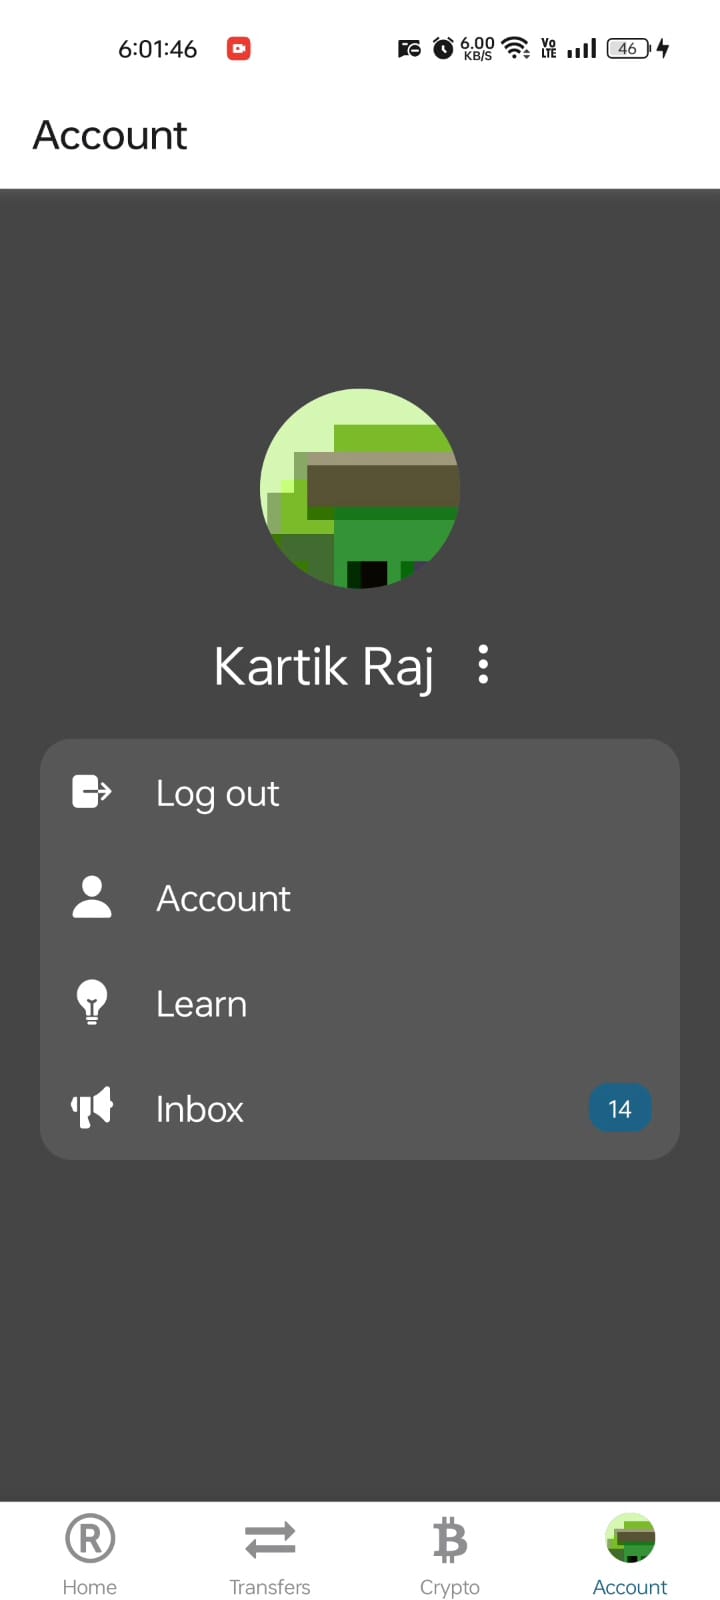 6:01:46
6.00 KB/S
Vo LTE
46
Account
Kartik Raj
Log out
Account
Learn
Inbox
14
R
Home
Transfers
Crypto
Account